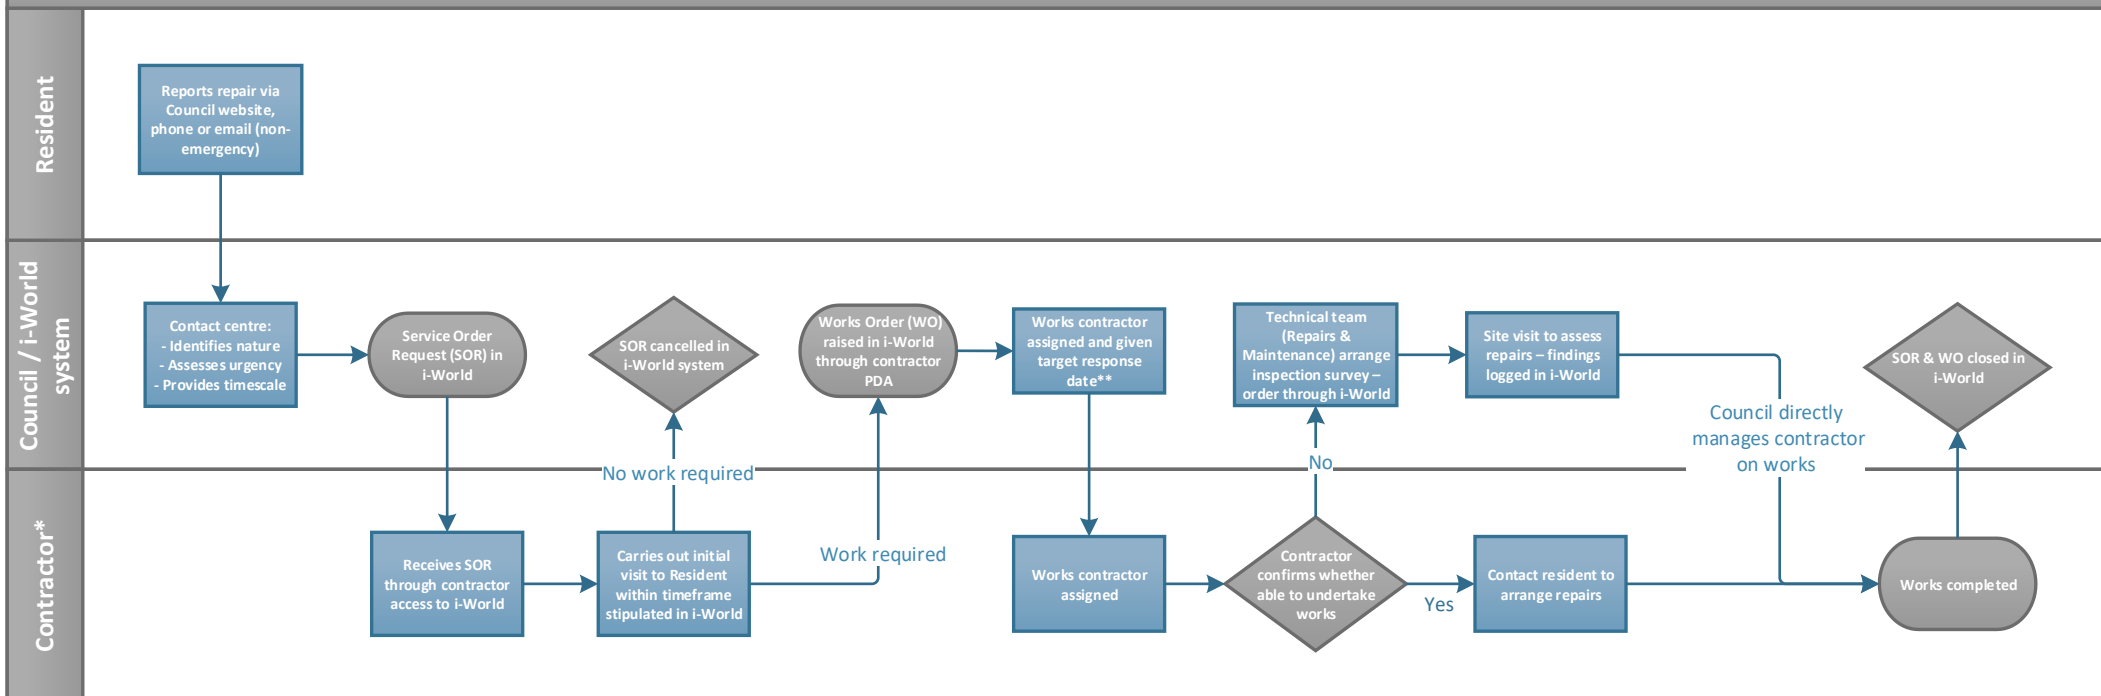 Resident
Reports repair via
Council website,
phone or email (non-
emergency)
Council / i-World
system
Contact centre:
- Identifies nature
- Assesses urgency
- Provides timescale
Service Order
Request (SOR) in
i-World
SOR cancelled in
i-World system
Works Order (WO)
raised in i-World
through contractor
PDA
Works contractor
assigned and given
target response
date**
Technical team
(Repairs &
Maintenance) arrange
inspection survey –
order through i-World
Site visit to assess
repairs – findings
logged in i-World
Council directly
manages contractor
on works
SOR & WO closed in
i-World
No work required
Work required
No
Contractor*
Receives SOR
through contractor
access to i-World
Carries out initial
visit to Resident
within timeframe
stipulated in i-World
Works contractor
assigned
Contractor
confirms whether
able to undertake
works
Yes
Contact resident to
arrange repairs
Works completed